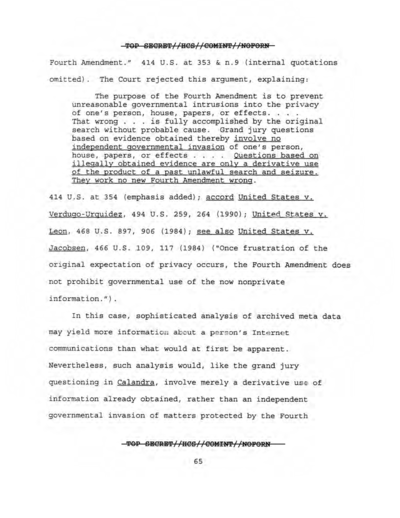 TOP SECRET//HCS//COMINT//NOFORN
Fourth Amendment." 414 U.S. at 353 & n.9 (internal quotations
omitted). The Court rejected this argument, explaining:
The purpose of the Fourth Amendment is to prevent
unreasonable governmental intrusions into the privacy
of one's person, house, papers, or effects. . . .
That wrong . . . is fully accomplished by the original
search without probable cause. Grand jury questions
based on evidence obtained thereby involve no
independent governmental invasion of one's person,
house, papers, or effects . . . . Questions based on
illegally obtained evidence are only a derivative use
of the product of a past unlawful search and seizure.
They work no new Fourth Amendment wrong.
414 U.S. at 354 (emphasis added); accord United States v.
Verdugo-Urquidez, 494 U.S. 259, 264 (1990); United States v.
Leon, 468 U.S. 897, 906 (1984); see also United States v.
Jacobsen, 466 U.S. 109, 117 (1984) ("Once frustration of the
original expectation of privacy occurs, the Fourth Amendment does
not prohibit governmental use of the now nonprivate
information.").
In this case, sophisticated analysis of archived meta data
may yield more information about a person's Internet
communications than what would at first be apparent.
Nevertheless, such analysis would, like the grand jury
questioning in Calandra, involve merely a derivative use of
information already obtained, rather than an independent
governmental invasion of matters protected by the Fourth
TOP SECRET//HCS//COMINT//NOFORN
65